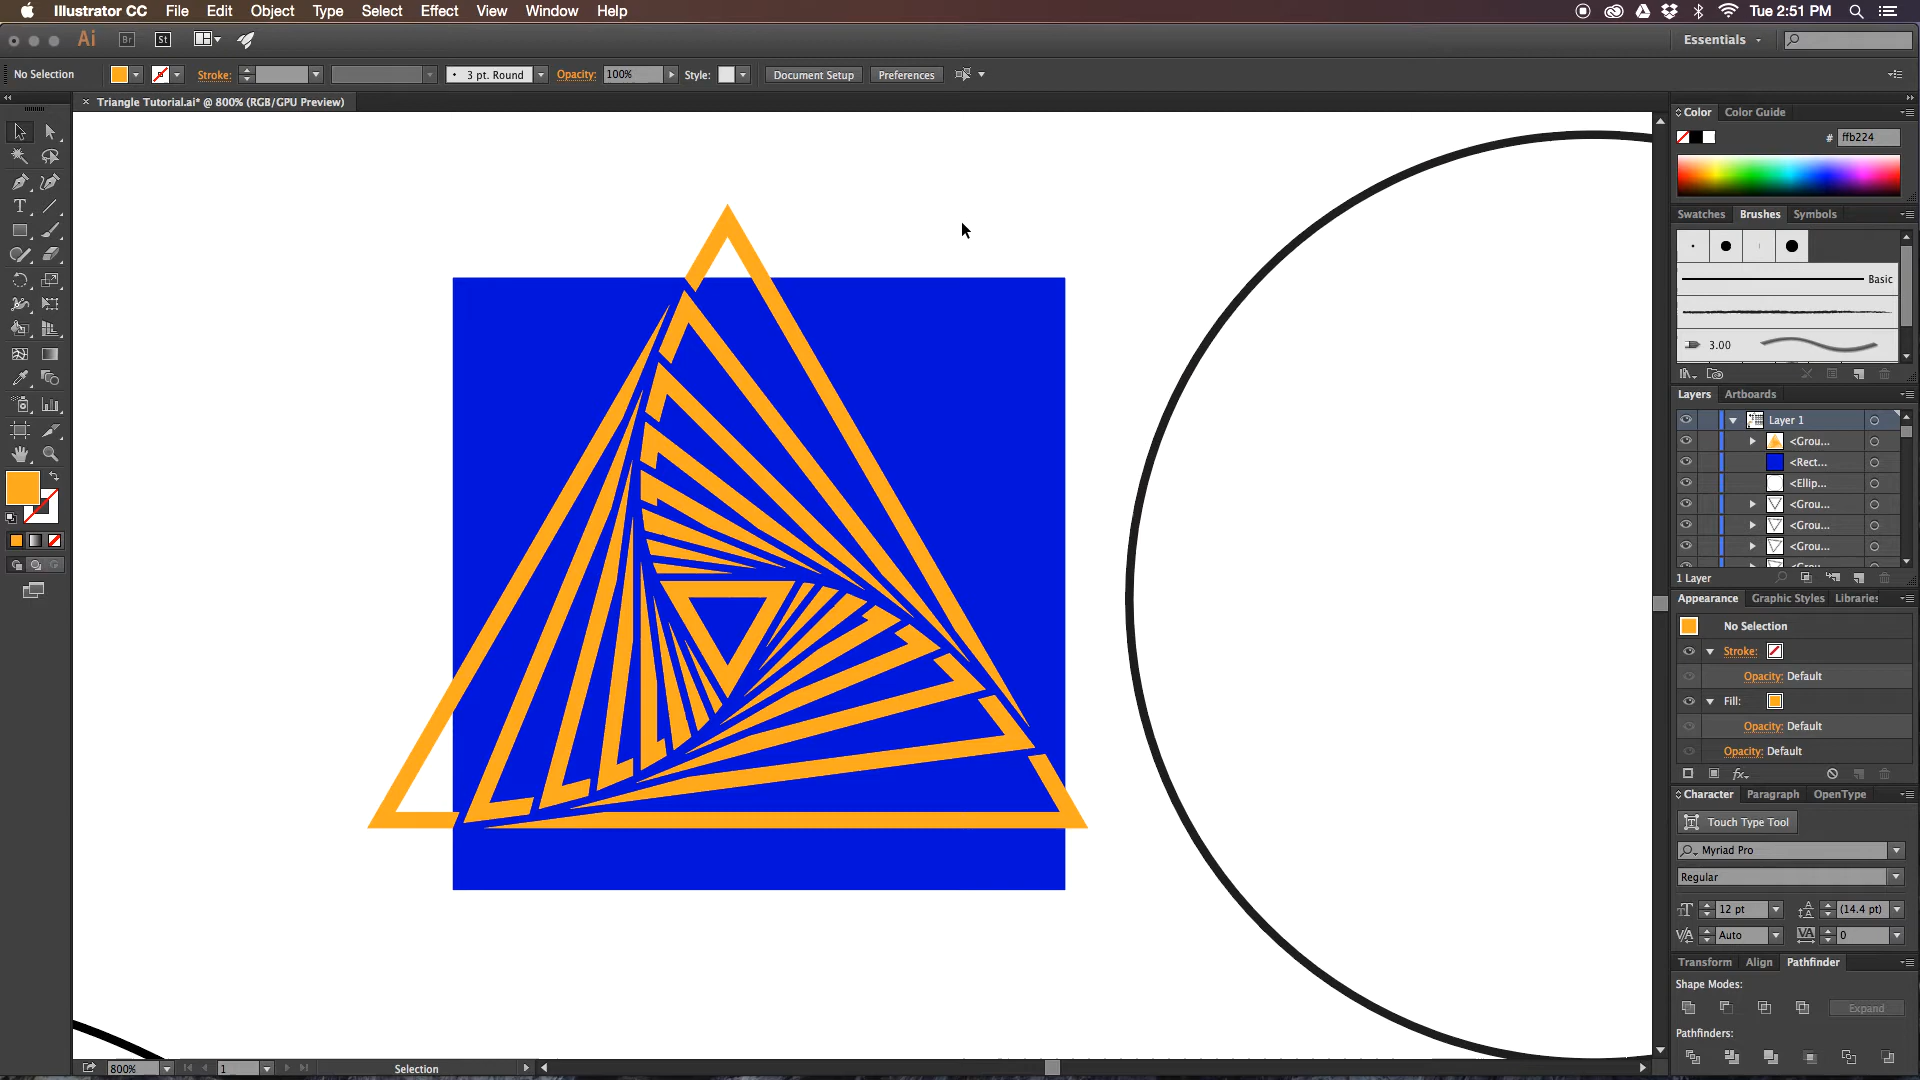 Illustrator CC File Edit Object Type Select Effect View Window Help Tue 2:51 PM
Ai Br St Essentials
No Selection Stroke: 3 pt. Round Opacity: 100% Style: Document Setup Preferences
× Triangle Tutorial.ai* @ 800% (RGB/GPU Preview)
Color Color Guide
# ffb224
Swatches Brushes Symbols
Basic
3.00
Layers Artboards
Layer 1
<Grou...
<Rect...
<Ellip...
<Grou...
<Grou...
<Grou...
1 Layer
Appearance Graphic Styles Libraries
No Selection
Stroke:
Opacity: Default
Fill:
Opacity: Default
Opacity: Default
fx
Character Paragraph OpenType
Touch Type Tool
Myriad Pro
Regular
12 pt (14.4 pt)
Auto 0
Transform Align Pathfinder
Shape Modes:
Expand
Pathfinders:
800% 1 Selection